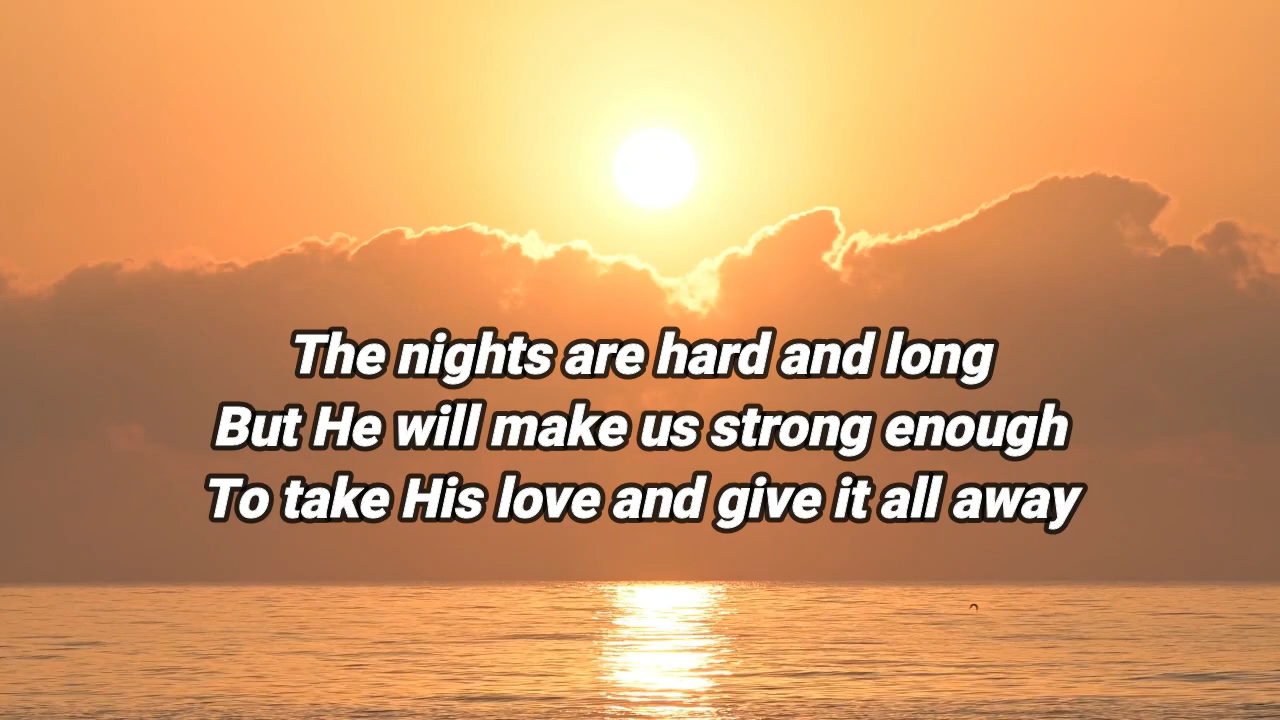 The nights are hard and long
But He will make us strong enough
To take His love and give it all away